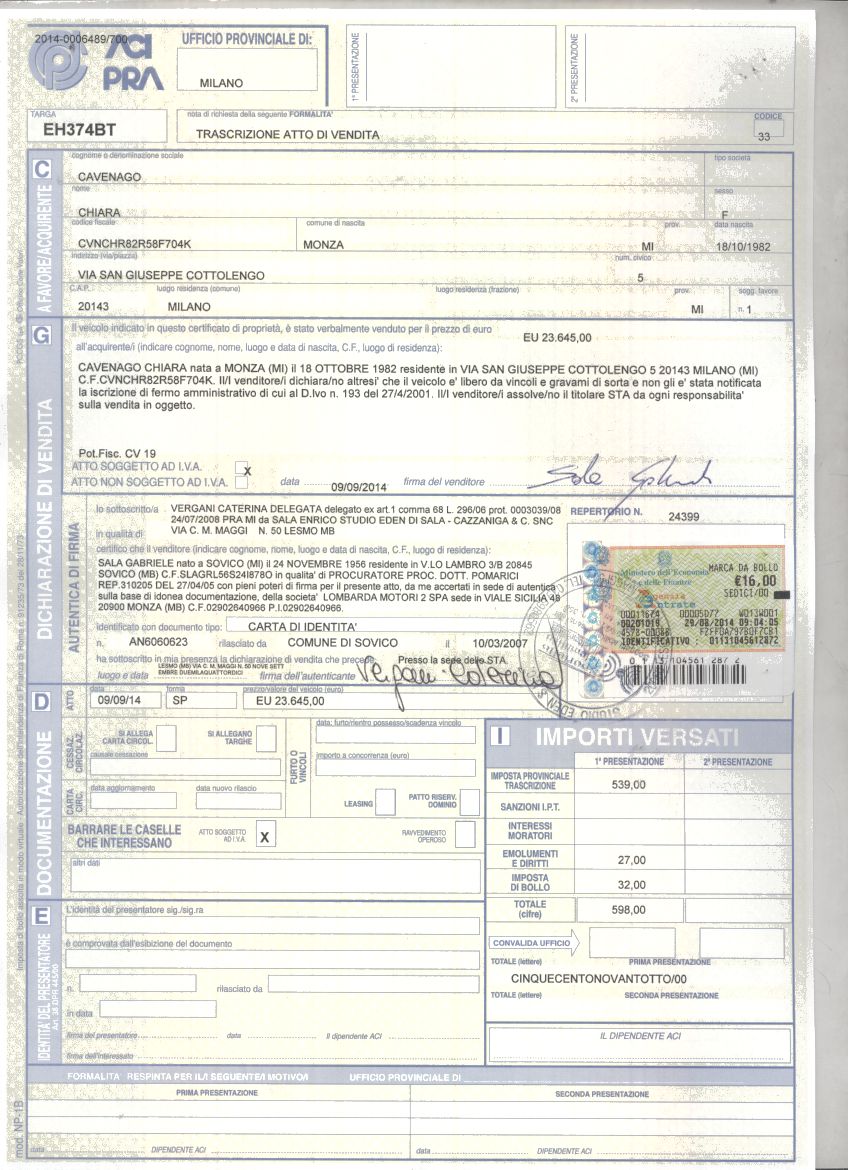 2014-0006489/700
ACI
PRA
UFFICIO PROVINCIALE DI:
MILANO
1ª PRESENTAZIONE
2ª PRESENTAZIONE
TARGA
EH374BT
nota di richiesta della seguente FORMALITA'
TRASCRIZIONE ATTO DI VENDITA
CODICE
33
C
A FAVORE/ACQUIRENTE
cognome o denominazione sociale
CAVENAGO
tipo società
nome
CHIARA
sesso
F
codice fiscale
CVNCHR82R58F704K
comune di nascita
MONZA
prov.
MI
data nascita
18/10/1982
indirizzo (via/piazza)
VIA SAN GIUSEPPE COTTOLENGO
num. civico
5
C.A.P.
20143
luogo residenza (comune)
MILANO
luogo residenza (frazione)
prov.
MI
sogg. favore
n. 1
G
DICHIARAZIONE DI VENDITA
Il veicolo indicato in questo certificato di proprietà, è stato verbalmente venduto per il prezzo di euro
EU 23.645,00
all'acquirente/i (indicare cognome, nome, luogo e data di nascita, C.F., luogo di residenza):
CAVENAGO CHIARA nata a MONZA (MI) il 18 OTTOBRE 1982 residente in VIA SAN GIUSEPPE COTTOLENGO 5 20143 MILANO (MI)
C.F.CVNCHR82R58F704K. Il/I venditore/i dichiara/no altresi' che il veicolo e' libero da vincoli e gravami di sorta e non gli e' stata notificata
la iscrizione di fermo amministrativo di cui al D.lvo n. 193 del 27/4/2001. Il/I venditore/i assolve/no il titolare STA da ogni responsabilita'
sulla vendita in oggetto.
Pot.Fisc. CV 19
ATTO SOGGETTO AD I.V.A.
X
ATTO NON SOGGETTO AD I.V.A.
data
09/09/2014
firma del venditore
AUTENTICA DI FIRMA
Io sottoscritto/a
VERGANI CATERINA DELEGATA delegato ex art.1 comma 68 L. 296/06 prot. 0003039/08
24/07/2008 PRA MI da SALA ENRICO STUDIO EDEN DI SALA - CAZZANIGA & C. SNC
in qualità di
VIA C. M. MAGGI N. 50 LESMO MB
REPERTORIO N.
24399
certifico che il venditore (indicare cognome, nome, luogo e data di nascita, C.F., luogo di residenza):
SALA GABRIELE nato a SOVICO (MI) il 24 NOVEMBRE 1956 residente in V.LO LAMBRO 3/B 20845
SOVICO (MB) C.F.SLAGRL56S24I878O in qualita' di PROCURATORE PROC. DOTT. POMARICI
REP.310205 DEL 27/04/05 con pieni poteri di firma per il presente atto, da me accertati in sede di autentica
sulla base di idonea documentazione, della societa' LOMBARDA MOTORI 2 SPA sede in VIALE SICILIA 48
20900 MONZA (MB) C.F.02902640966 P.I.02902640966.
identificato con documento tipo:
CARTA DI IDENTITA'
n.
AN6060623
rilasciato da
COMUNE DI SOVICO
il
10/03/2007
ha sottoscritto in mia presenza la dichiarazione di vendita che precede
Presso la sede dello STA.
luogo e data
LESMO (MB) VIA C. M. MAGGI N. 50 NOVE SETT
EMBRE DUEMILAQUATTORDICI
firma dell'autenticante
Vergani Caterina
Ministero dell'Economia
e delle Finanze
MARCA DA BOLLO
€16,00
SEDICI/00
genzia
ntrate
00011674 00005D77 W013W001
00201019 29/08/2014 09:04:05
4578-00088 F2FF0A797B0F7CB1
IDENTIFICATIVO : 01131045612872
0 1 13 104561 287 2
STUDIO EDEN S
D
DOCUMENTAZIONE
ATTO
data
09/09/14
forma
SP
prezzo/valore del veicolo (euro)
EU 23.645,00
CESSAZ. CIRCOLAZ.
SI ALLEGA
CARTA CIRCOL.
SI ALLEGANO
TARGHE
causale cessazione
FURTO O VINCOLI
data: furto/rientro possesso/scadenza vincolo
importo a concorrenza (euro)
CARTA CIRC.
data aggiornamento
data nuovo rilascio
LEASING
PATTO RISERV.
DOMINIO
BARRARE LE CASELLE
CHE INTERESSANO
ATTO SOGGETTO
AD I.V.A.
X
RAVVEDIMENTO
OPEROSO
altri dati
I
IMPORTI VERSATI
1ª PRESENTAZIONE
2ª PRESENTAZIONE
IMPOSTA PROVINCIALE
TRASCRIZIONE
539,00
SANZIONI I.P.T.
INTERESSI
MORATORI
EMOLUMENTI
E DIRITTI
27,00
IMPOSTA
DI BOLLO
32,00
TOTALE
(cifre)
598,00
CONVALIDA UFFICIO
TOTALE (lettere)
PRIMA PRESENTAZIONE
CINQUECENTONOVANTOTTO/00
TOTALE (lettere)
SECONDA PRESENTAZIONE
IL DIPENDENTE ACI
E
IDENTITÀ DEL PRESENTATORE
L'identità del presentatore sig./sig.ra
è comprovata dall'esibizione del documento
n.
rilasciato da
in data
firma del presentatore
data
Il dipendente ACI
firma dell'interessato
FORMALITA' RESPINTA PER IL/I SEGUENTE/I MOTIVO/I
UFFICIO PROVINCIALE DI
PRIMA PRESENTAZIONE
SECONDA PRESENTAZIONE
data
DIPENDENTE ACI
data
DIPENDENTE ACI
mod. NP-1B